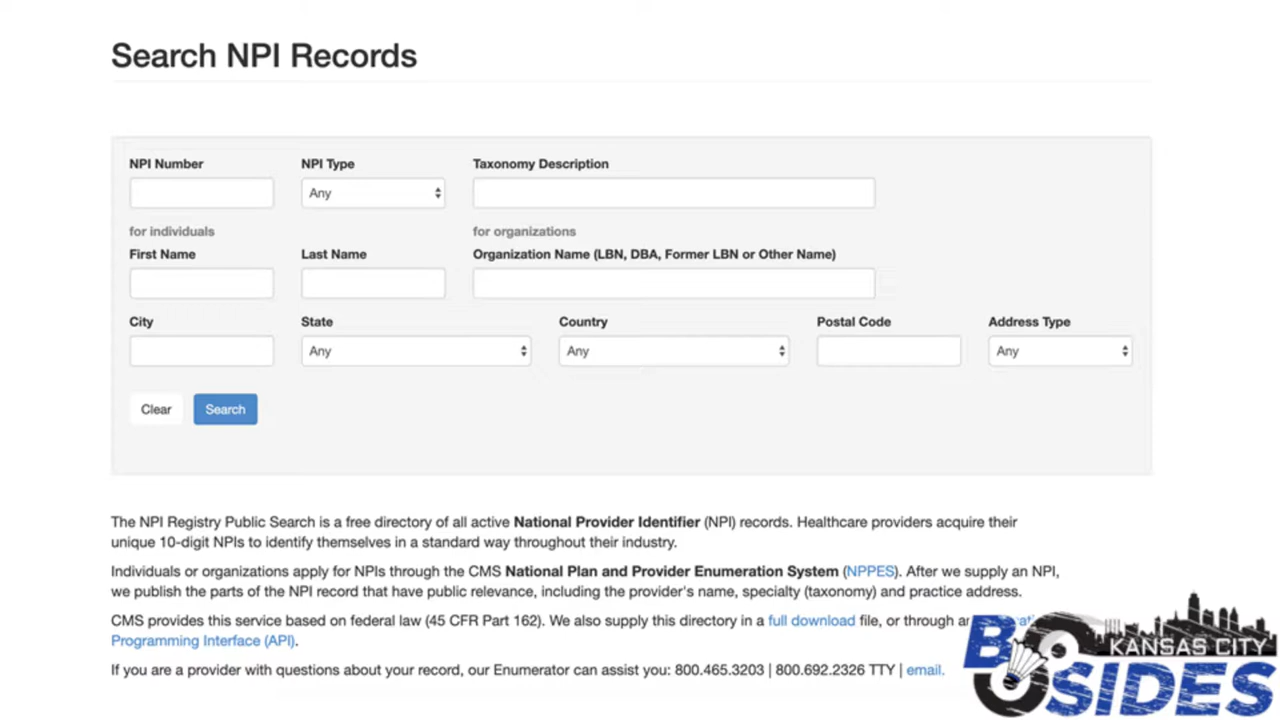 Search NPI Records
NPI Number NPI Type Taxonomy Description
Any
for individuals for organizations
First Name Last Name Organization Name (LBN, DBA, Former LBN or Other Name)
City State Country Postal Code Address Type
Any Any Any
Clear Search
The NPI Registry Public Search is a free directory of all active National Provider Identifier (NPI) records. Healthcare providers acquire their
unique 10-digit NPIs to identify themselves in a standard way throughout their industry.
Individuals or organizations apply for NPIs through the CMS National Plan and Provider Enumeration System (NPPES). After we supply an NPI,
we publish the parts of the NPI record that have public relevance, including the provider's name, specialty (taxonomy) and practice address.
CMS provides this service based on federal law (45 CFR Part 162). We also supply this directory in a full download file, or through an
Programming Interface (API).
If you are a provider with questions about your record, our Enumerator can assist you: 800.465.3203 | 800.692.2326 TTY | email.
KANSAS CITY
BSIDES